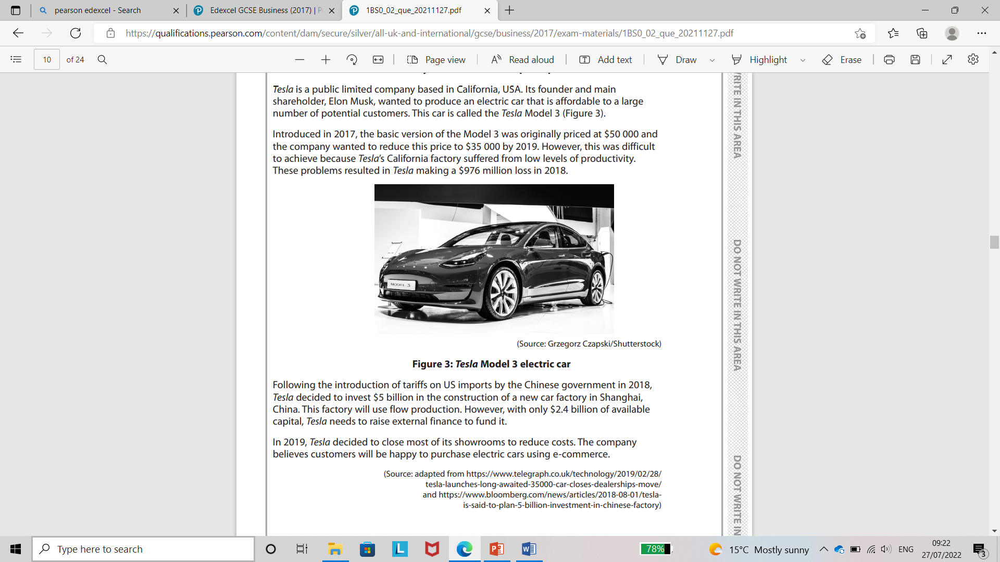 pearson edexcel - Search
Edexcel GCSE Business (2017) | P
1BS0_02_que_20211127.pdf
https://qualifications.pearson.com/content/dam/secure/silver/all-uk-and-international/gcse/business/2017/exam-materials/1BS0_02_que_20211127.pdf
10 of 24 Page view Read aloud Add text Draw Highlight Erase
Tesla is a public limited company based in California, USA. Its founder and main
shareholder, Elon Musk, wanted to produce an electric car that is affordable to a large
number of potential customers. This car is called the Tesla Model 3 (Figure 3).
Introduced in 2017, the basic version of the Model 3 was originally priced at $50 000 and
the company wanted to reduce this price to $35 000 by 2019. However, this was difficult
to achieve because Tesla's California factory suffered from low levels of productivity.
These problems resulted in Tesla making a $976 million loss in 2018.
MODEL 3
(Source: Grzegorz Czapski/Shutterstock)
Figure 3: Tesla Model 3 electric car
Following the introduction of tariffs on US imports by the Chinese government in 2018,
Tesla decided to invest $5 billion in the construction of a new car factory in Shanghai,
China. This factory will use flow production. However, with only $2.4 billion of available
capital, Tesla needs to raise external finance to fund it.
In 2019, Tesla decided to close most of its showrooms to reduce costs. The company
believes customers will be happy to purchase electric cars using e-commerce.
(Source: adapted from https://www.telegraph.co.uk/technology/2019/02/28/
tesla-launches-long-awaited-35000-car-closes-dealerships-move/
and https://www.bloomberg.com/news/articles/2018-08-01/tesla-
is-said-to-plan-5-billion-investment-in-chinese-factory)
RITE IN THIS AREA
DO NOT WRITE IN THIS AREA
DO NOT WRITE IN
Type here to search
L
P
W
78%
15°C Mostly sunny
ENG
09:22
27/07/2022
3